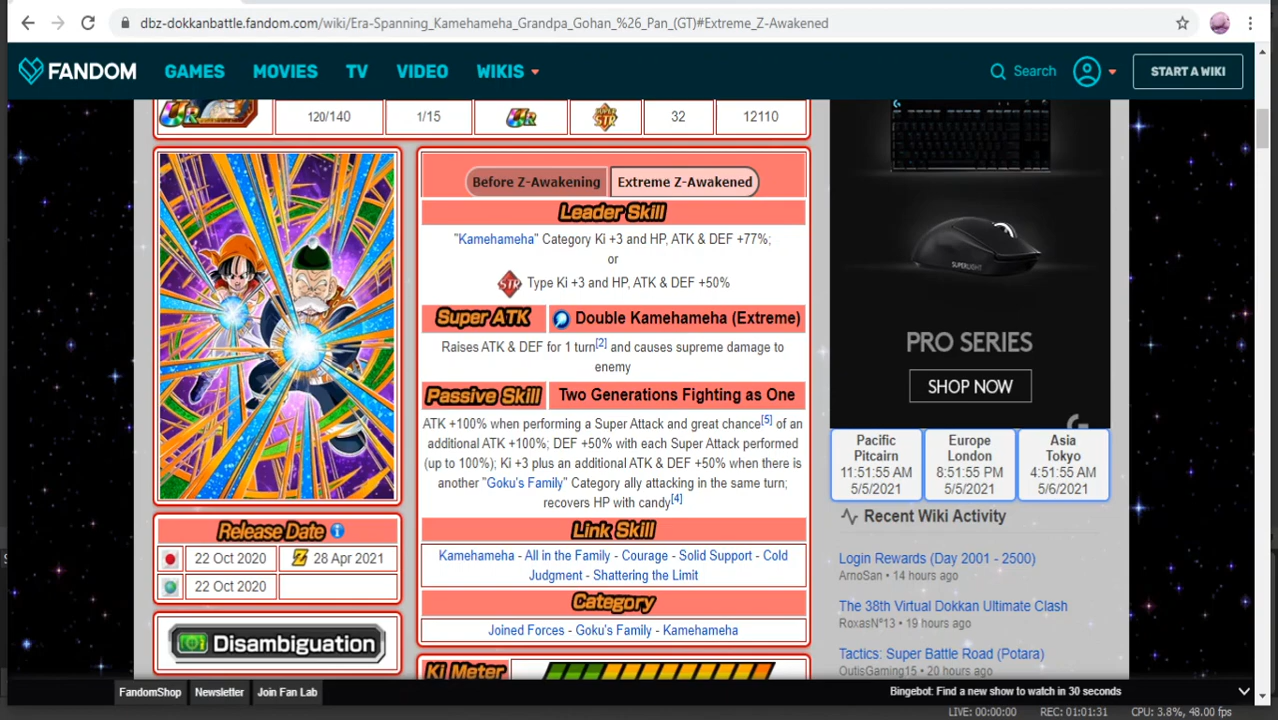 dbz-dokkanbattle.fandom.com/wiki/Era-Spanning_Kamehameha_Grandpa_Gohan_%26_Pan_(GT)#Extreme_Z-Awakened
FANDOM GAMES MOVIES TV VIDEO WIKIS Search START A WIKI
UR 120/140 1/15 UR SUPER STR 32 12110
Before Z-Awakening Extreme Z-Awakened
Leader Skill
"Kamehameha" Category Ki +3 and HP, ATK & DEF +77%;
or
STR Type Ki +3 and HP, ATK & DEF +50%
Super ATK Double Kamehameha (Extreme)
Raises ATK & DEF for 1 turn[2] and causes supreme damage to
enemy
Passive Skill Two Generations Fighting as One
ATK +100% when performing a Super Attack and great chance[5] of an
additional ATK +100%; DEF +50% with each Super Attack performed
(up to 100%); Ki +3 plus an additional ATK & DEF +50% when there is
another "Goku's Family" Category ally attacking in the same turn;
recovers HP with candy[4]
Link Skill
Kamehameha - All in the Family - Courage - Solid Support - Cold
Judgment - Shattering the Limit
Category
Joined Forces - Goku's Family - Kamehameha
Ki Meter
Release Date i
22 Oct 2020 Z 28 Apr 2021
22 Oct 2020
Disambiguation
SUPERLIGHT
PRO SERIES
SHOP NOW
Pacific
Pitcairn
11:51:55 AM
5/5/2021
Europe
London
8:51:55 PM
5/5/2021
Asia
Tokyo
4:51:55 AM
5/6/2021
Recent Wiki Activity
Login Rewards (Day 2001 - 2500)
ArnoSan • 14 hours ago
The 38th Virtual Dokkan Ultimate Clash
RoxasNº13 • 19 hours ago
Tactics: Super Battle Road (Potara)
OutisGaming15 • 20 hours ago
FandomShop Newsletter Join Fan Lab
Bingebot: Find a new show to watch in 30 seconds
LIVE: 00:00:00 REC: 01:01:31 CPU: 3.8%, 48.00 fps